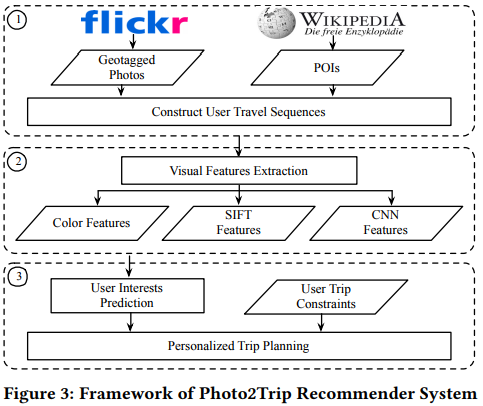 1
flickr
WIKIPEDIA
Die freie Enzyklopädie
Geotagged
Photos
POIs
Construct User Travel Sequences
2
Visual Features Extraction
Color Features
SIFT
Features
CNN
Features
3
User Interests
Prediction
User Trip
Constraints
Personalized Trip Planning
Figure 3: Framework of Photo2Trip Recommender System